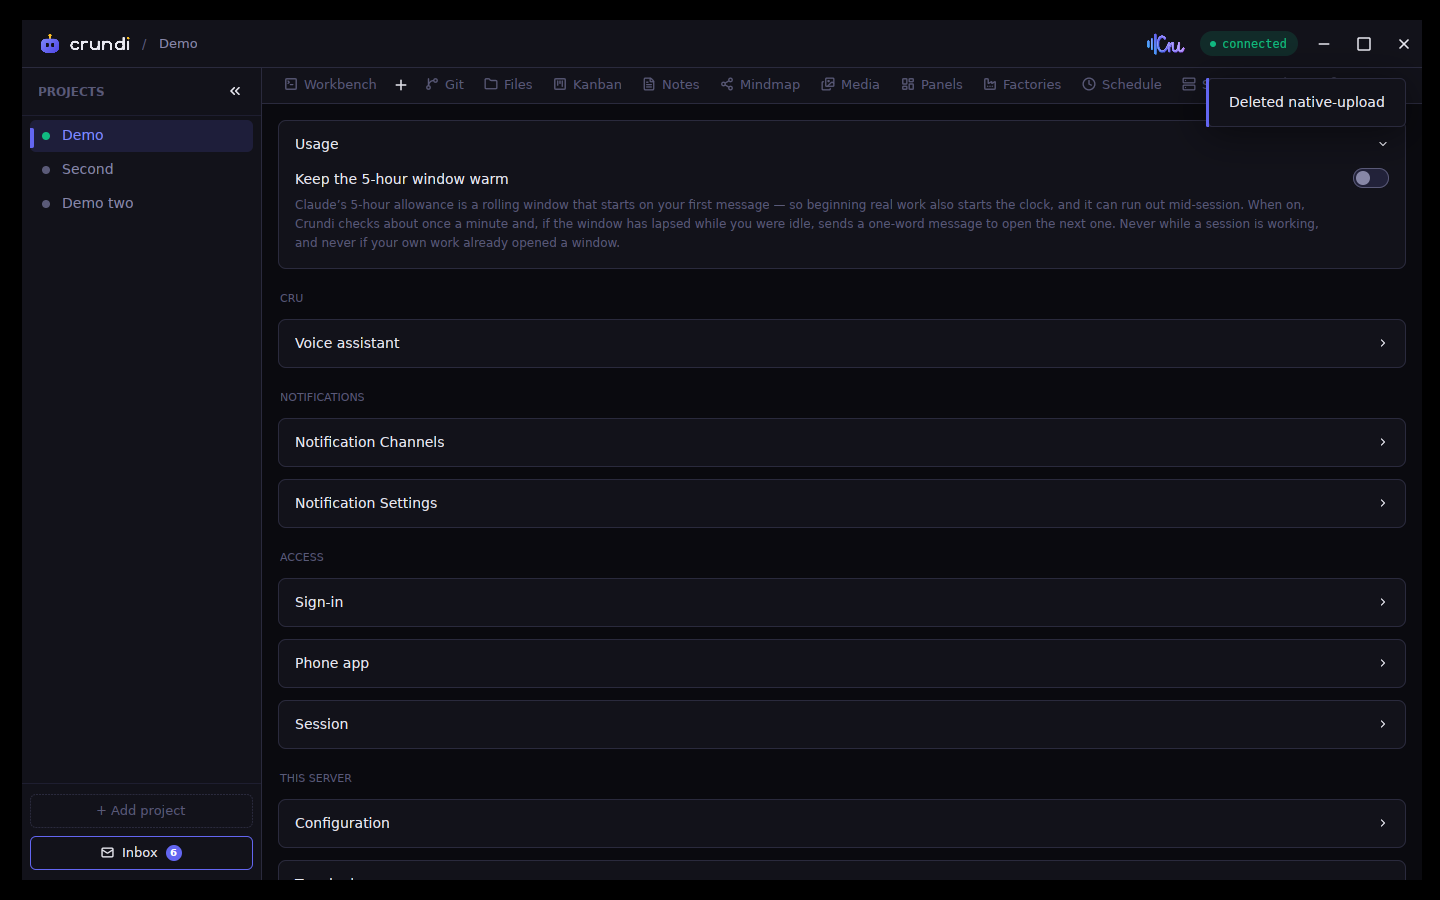 crundi / Demo
Cru
connected
PROJECTS
Workbench
Git
Files
Kanban
Notes
Mindmap
Media
Panels
Factories
Schedule
Deleted native-upload
Demo
Second
Demo two
Usage
Keep the 5-hour window warm
Claude’s 5-hour allowance is a rolling window that starts on your first message — so beginning real work also starts the clock, and it can run out mid-session. When on,
Crundi checks about once a minute and, if the window has lapsed while you were idle, sends a one-word message to open the next one. Never while a session is working,
and never if your own work already opened a window.
CRU
Voice assistant
NOTIFICATIONS
Notification Channels
Notification Settings
ACCESS
Sign-in
Phone app
Session
THIS SERVER
Configuration
+ Add project
Inbox 6